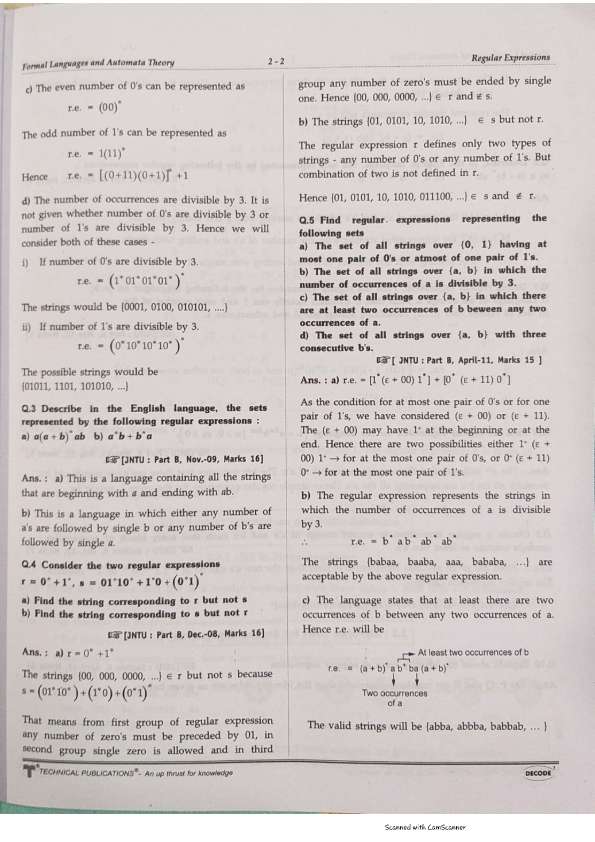 Formal Languages and Automata Theory
2 - 2
Regular Expressions
c) The even number of 0's can be represented as
r.e. = (00)*
The odd number of 1's can be represented as
r.e. = 1(11)*
Hence r.e. = [(0+11)(0+1)]* +1
d) The number of occurrences are divisible by 3. It is
not given whether number of 0's are divisible by 3 or
number of 1's are divisible by 3. Hence we will
consider both of these cases -
i) If number of 0's are divisible by 3.
r.e. = (1* 01* 01* 01*)*
The strings would be {0001, 0100, 010101, ....}
ii) If number of 1's are divisible by 3.
r.e. = (0* 10* 10* 10*)*
The possible strings would be
{01011, 1101, 101010, ...}
Q.3 Describe in the English language, the sets
represented by the following regular expressions :
a) a(a + b)* ab b) a* b + b* a
☞ [JNTU : Part B, Nov.-09, Marks 16]
Ans. : a) This is a language containing all the strings
that are beginning with a and ending with ab.
b) This is a language in which either any number of
a's are followed by single b or any number of b's are
followed by single a.
Q.4 Consider the two regular expressions
r = 0* + 1*, s = 01* 10* + 1* 0 + (0* 1)*
a) Find the string corresponding to r but not s
b) Find the string corresponding to s but not r
☞ [JNTU : Part B, Dec.-08, Marks 16]
Ans. : a) r = 0* + 1*
The strings {00, 000, 0000, ...} ∈ r but not s because
s = (01* 10*) + (1* 0) + (0* 1)*
That means from first group of regular expression
any number of zero's must be preceded by 01, in
second group single zero is allowed and in third
group any number of zero's must be ended by single
one. Hence {00, 000, 0000, ...} ∈ r and ∉ s.
b) The strings {01, 0101, 10, 1010, ...} ∈ s but not r.
The regular expression r defines only two types of
strings - any number of 0's or any number of 1's. But
combination of two is not defined in r.
Hence {01, 0101, 10, 1010, 011100, ...} ∈ s and ∉ r.
Q.5 Find regular expressions representing the
following sets
a) The set of all strings over {0, 1} having at
most one pair of 0's or atmost of one pair of 1's.
b) The set of all strings over {a, b} in which the
number of occurrences of a is divisible by 3.
c) The set of all strings over {a, b} in which there
are at least two occurrences of b beween any two
occurrences of a.
d) The set of all strings over {a, b} with three
consecutive b's.
☞ [ JNTU : Part B, April-11, Marks 15 ]
Ans. : a) r.e. = [1* (ε + 00) 1*] + [0* (ε + 11) 0*]
As the condition for at most one pair of 0's or for one
pair of 1's, we have considered (ε + 00) or (ε + 11).
The (ε + 00) may have 1* at the beginning or at the
end. Hence there are two possibilities either 1* (ε +
00) 1* → for at the most one pair of 0's, or 0* (ε + 11)
0* → for at the most one pair of 1's.
b) The regular expression represents the strings in
which the number of occurrences of a is divisible
by 3.
∴ r.e. = b* a b* ab* ab*
The strings {babaa, baaba, aaa, bababa, ...} are
acceptable by the above regular expression.
c) The language states that at least there are two
occurrences of b between any two occurrences of a.
Hence r.e. will be
At least two occurrences of b
r.e. = (a + b)* a b* ba (a + b)*
Two occurrences
of a
The valid strings will be {abba, abbba, babbab, ... }
TECHNICAL PUBLICATIONS® - An up thrust for knowledge
DECODE
Scanned with CamScanner